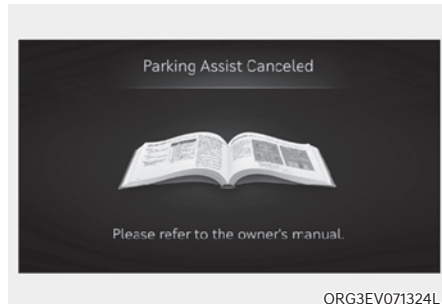 Parking Assist Canceled
Please refer to the owner's manual.
ORG3EV071324L